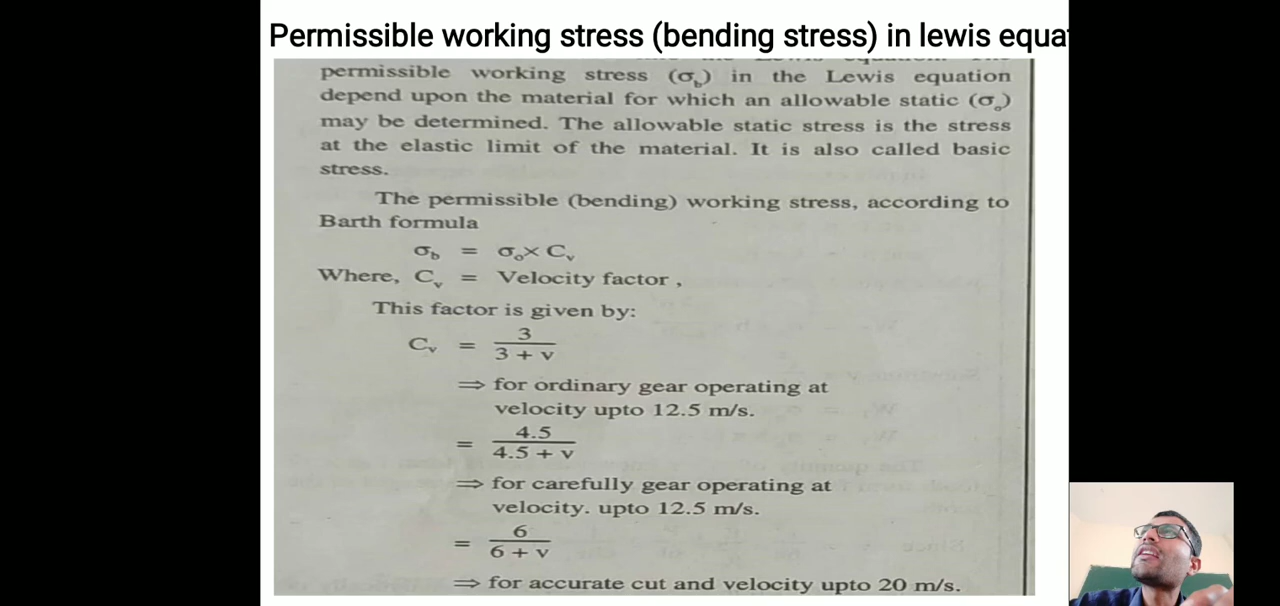 Permissible working stress (bending stress) in lewis equa
permissible working stress (σb) in the Lewis equation
depend upon the material for which an allowable static (σo)
may be determined. The allowable static stress is the stress
at the elastic limit of the material. It is also called basic
stress.
The permissible (bending) working stress, according to
Barth formula
σb = σo× Cv
Where, Cv = Velocity factor ,
This factor is given by:
Cv = 3
3 + v
⇒ for ordinary gear operating at
velocity upto 12.5 m/s.
= 4.5
4.5 + v
⇒ for carefully gear operating at
velocity. upto 12.5 m/s.
= 6
6 + v
⇒ for accurate cut and velocity upto 20 m/s.